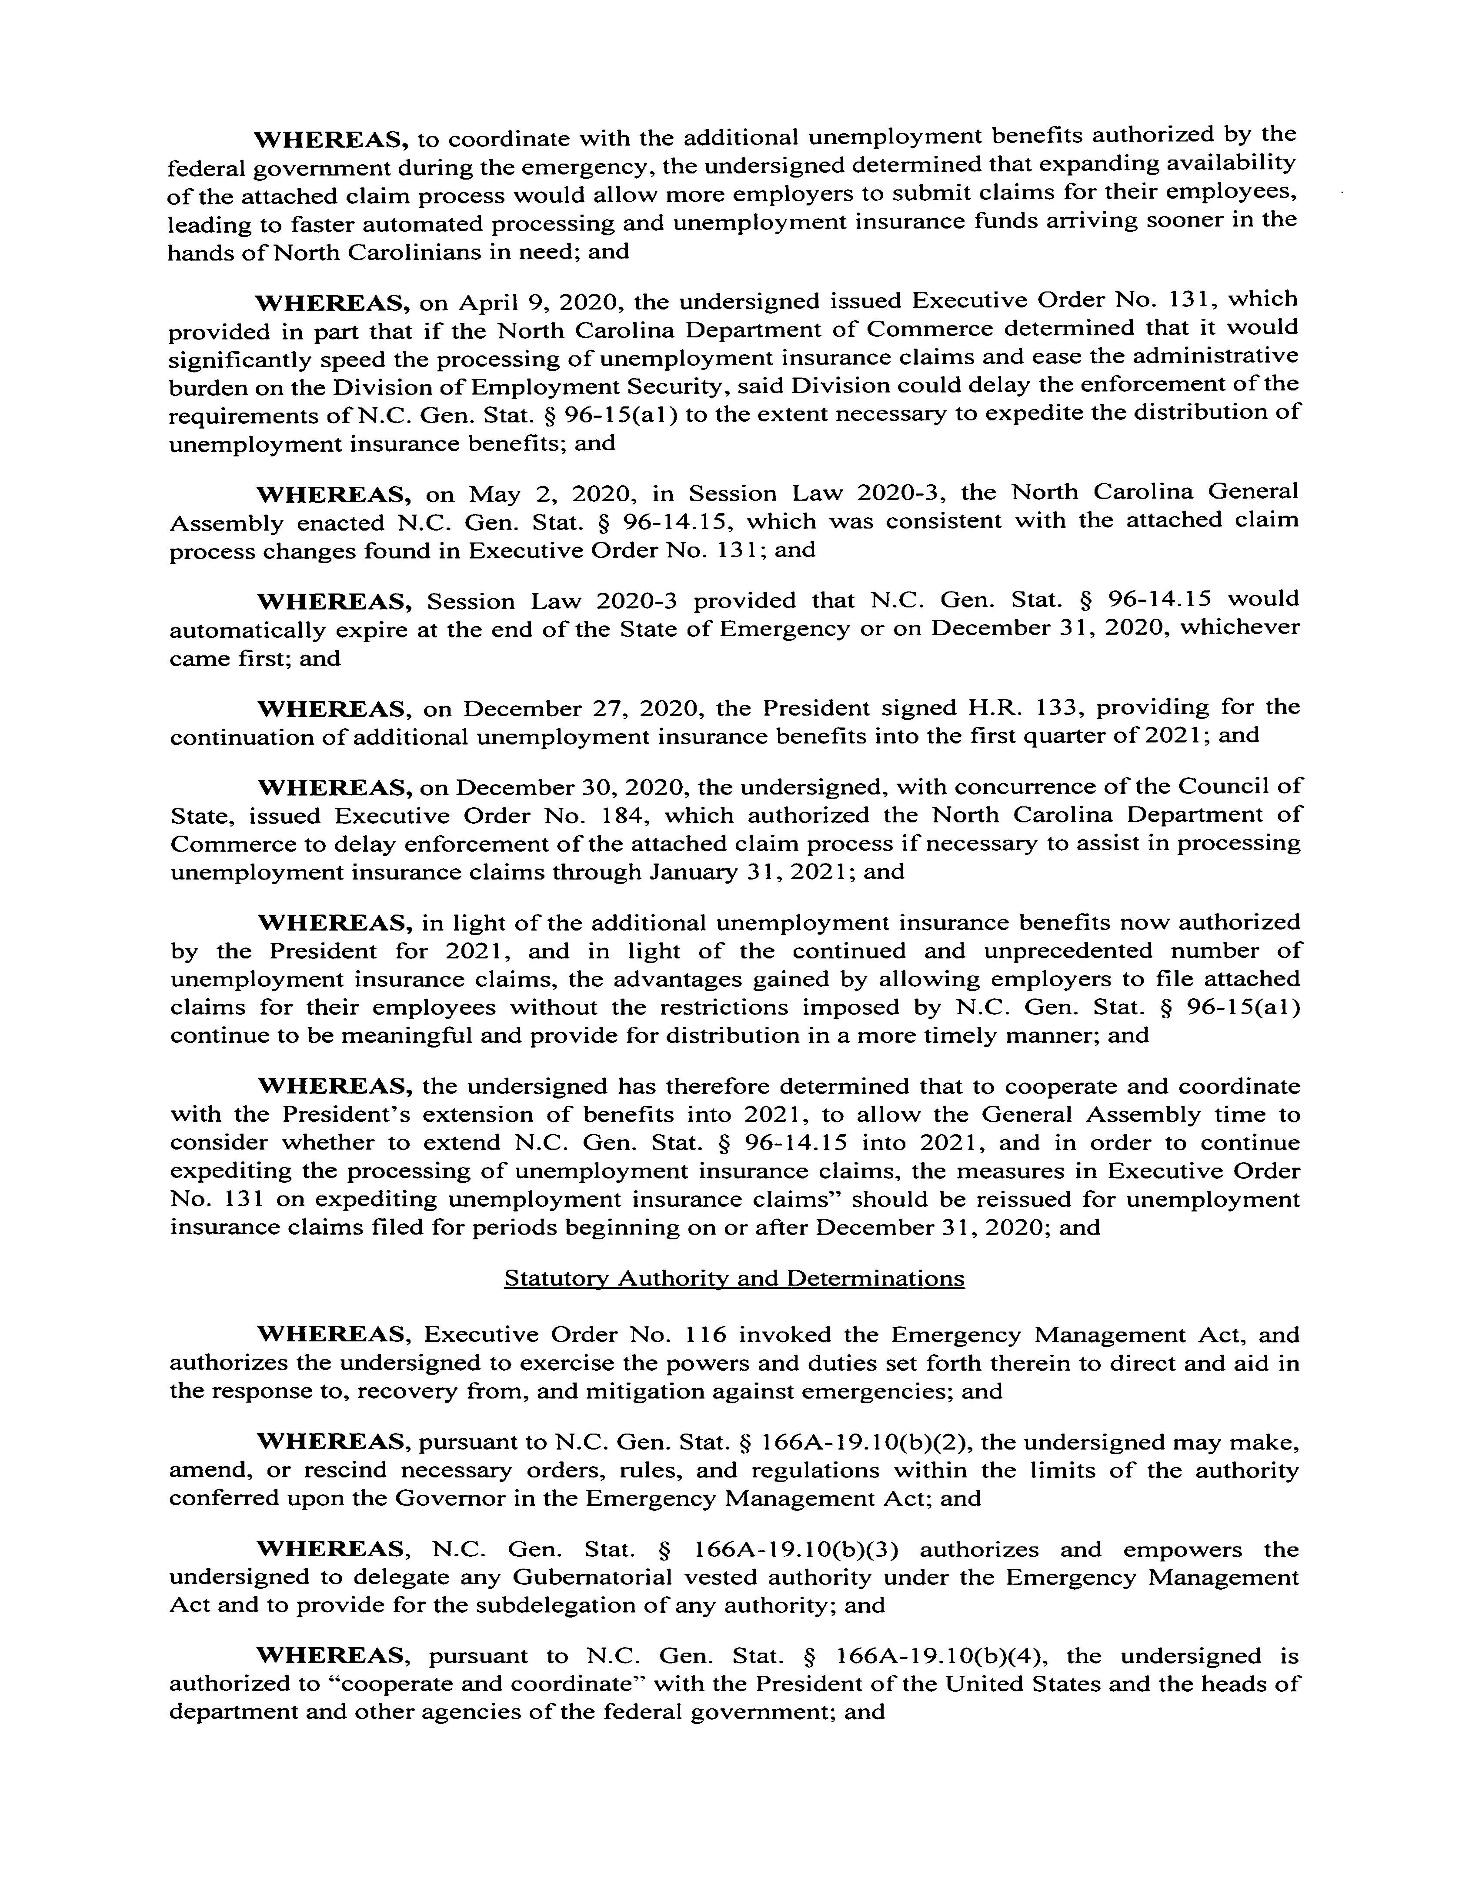 WHEREAS, to coordinate with the additional unemployment benefits authorized by the
federal government during the emergency, the undersigned determined that expanding availability
of the attached claim process would allow more employers to submit claims for their employees,
leading to faster automated processing and unemployment insurance funds arriving sooner in the
hands of North Carolinians in need; and
WHEREAS, on April 9, 2020, the undersigned issued Executive Order No. 131, which
provided in part that if the North Carolina Department of Commerce determined that it would
significantly speed the processing of unemployment insurance claims and ease the administrative
burden on the Division of Employment Security, said Division could delay the enforcement of the
requirements of N.C. Gen. Stat. § 96-15(a1) to the extent necessary to expedite the distribution of
unemployment insurance benefits; and
WHEREAS, on May 2, 2020, in Session Law 2020-3, the North Carolina General
Assembly enacted N.C. Gen. Stat. § 96-14.15, which was consistent with the attached claim
process changes found in Executive Order No. 131; and
WHEREAS, Session Law 2020-3 provided that N.C. Gen. Stat. § 96-14.15 would
automatically expire at the end of the State of Emergency or on December 31, 2020, whichever
came first; and
WHEREAS, on December 27, 2020, the President signed H.R. 133, providing for the
continuation of additional unemployment insurance benefits into the first quarter of 2021; and
WHEREAS, on December 30, 2020, the undersigned, with concurrence of the Council of
State, issued Executive Order No. 184, which authorized the North Carolina Department of
Commerce to delay enforcement of the attached claim process if necessary to assist in processing
unemployment insurance claims through January 31, 2021; and
WHEREAS, in light of the additional unemployment insurance benefits now authorized
by the President for 2021, and in light of the continued and unprecedented number of
unemployment insurance claims, the advantages gained by allowing employers to file attached
claims for their employees without the restrictions imposed by N.C. Gen. Stat. § 96-15(a1)
continue to be meaningful and provide for distribution in a more timely manner; and
WHEREAS, the undersigned has therefore determined that to cooperate and coordinate
with the President's extension of benefits into 2021, to allow the General Assembly time to
consider whether to extend N.C. Gen. Stat. § 96-14.15 into 2021, and in order to continue
expediting the processing of unemployment insurance claims, the measures in Executive Order
No. 131 on expediting unemployment insurance claims” should be reissued for unemployment
insurance claims filed for periods beginning on or after December 31, 2020; and
Statutory Authority and Determinations
WHEREAS, Executive Order No. 116 invoked the Emergency Management Act, and
authorizes the undersigned to exercise the powers and duties set forth therein to direct and aid in
the response to, recovery from, and mitigation against emergencies; and
WHEREAS, pursuant to N.C. Gen. Stat. § 166A-19.10(b)(2), the undersigned may make,
amend, or rescind necessary orders, rules, and regulations within the limits of the authority
conferred upon the Governor in the Emergency Management Act; and
WHEREAS, N.C. Gen. Stat. § 166A-19.10(b)(3) authorizes and empowers the
undersigned to delegate any Gubernatorial vested authority under the Emergency Management
Act and to provide for the subdelegation of any authority; and
WHEREAS, pursuant to N.C. Gen. Stat. § 166A-19.10(b)(4), the undersigned is
authorized to “cooperate and coordinate” with the President of the United States and the heads of
department and other agencies of the federal government; and